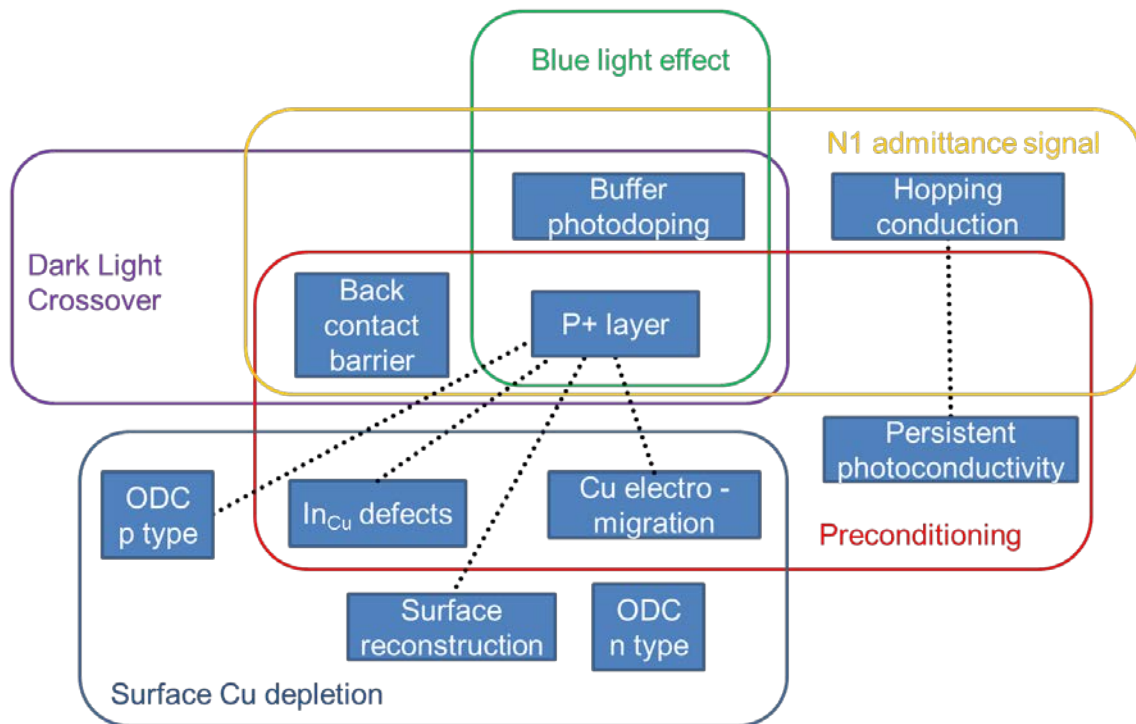 Blue light effect
N1 admittance signal
Buffer
photodoping
Hopping
conduction
Dark Light
Crossover
Back
contact
barrier
P+ layer
Persistent
photoconductivity
ODC
p type
InCu defects
Cu electro -
migration
Preconditioning
Surface
reconstruction
ODC
n type
Surface Cu depletion